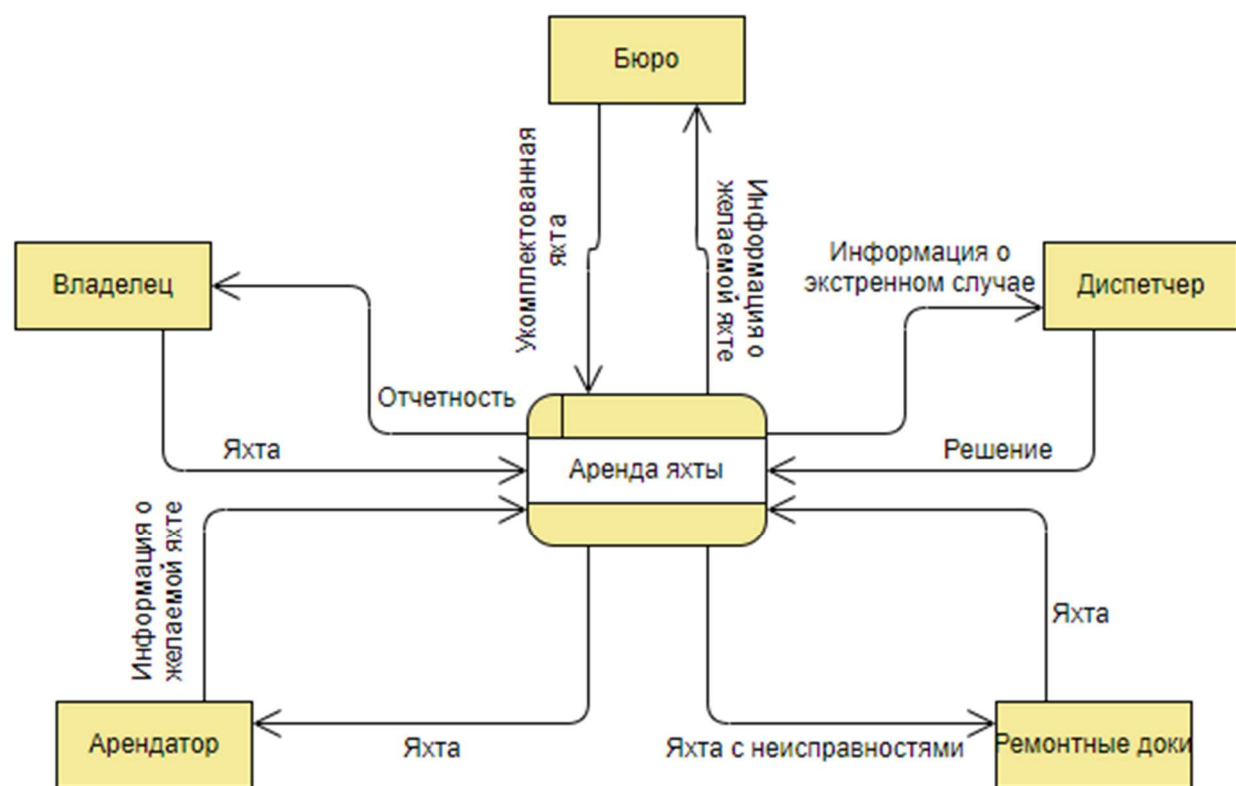 Бюро
Укомплектованная
яхта
Информация о
желаемой яхте
Владелец
Информация о
экстренном случае
Диспетчер
Отчетность
Яхта
Аренда яхты
Решение
Информация о
желаемой яхте
Яхта
Арендатор
Яхта
Яхта с неисправностями
Ремонтные доки